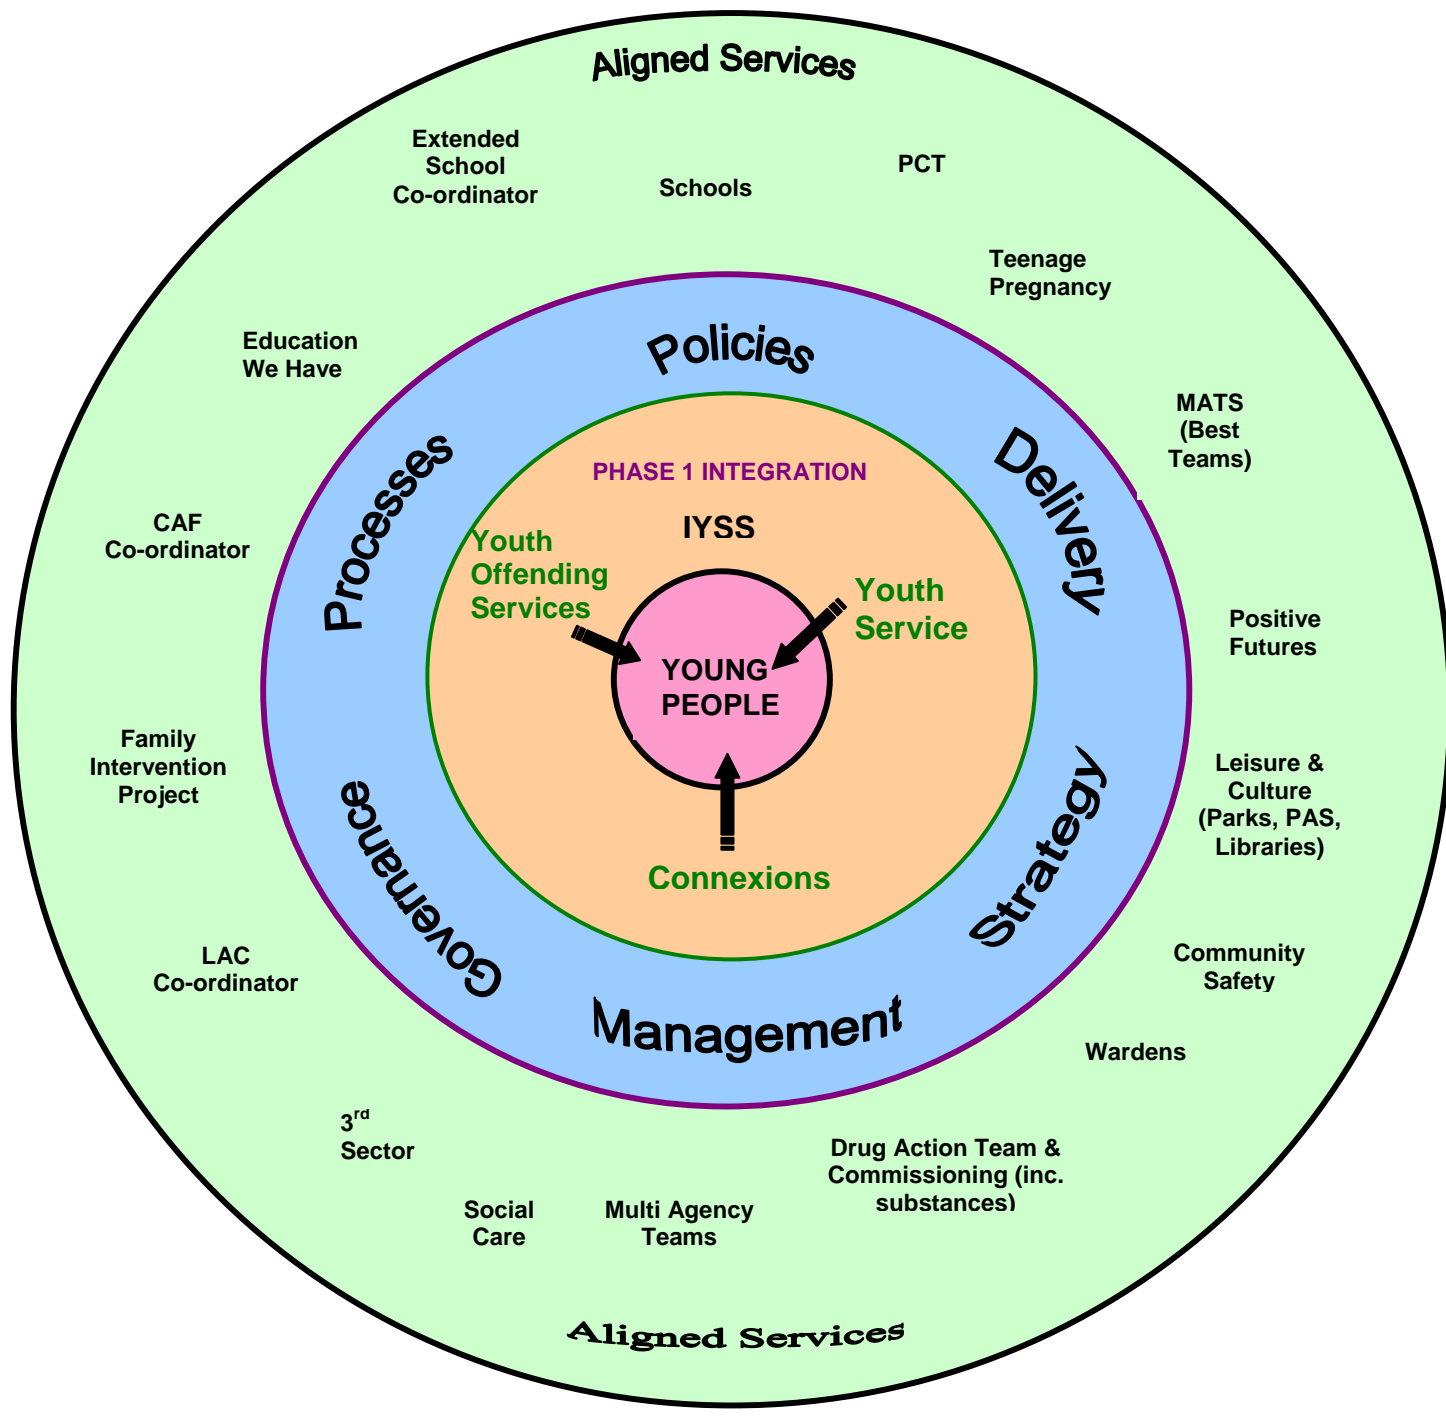 Aligned Services
Extended
School
Co-ordinator
Schools
PCT
Teenage
Pregnancy
Education
We Have
MATS
(Best
Teams)
CAF
Co-ordinator
Positive
Futures
Family
Intervention
Project
Leisure &
Culture
(Parks, PAS,
Libraries)
LAC
Co-ordinator
Community
Safety
Wardens
3rd
Sector
Social
Care
Multi Agency
Teams
Drug Action Team &
Commissioning (inc.
substances)
Aligned Services
Policies
Delivery
Strategy
Management
Governance
Processes
PHASE 1 INTEGRATION
IYSS
Youth
Offending
Services
Youth
Service
YOUNG
PEOPLE
Connexions